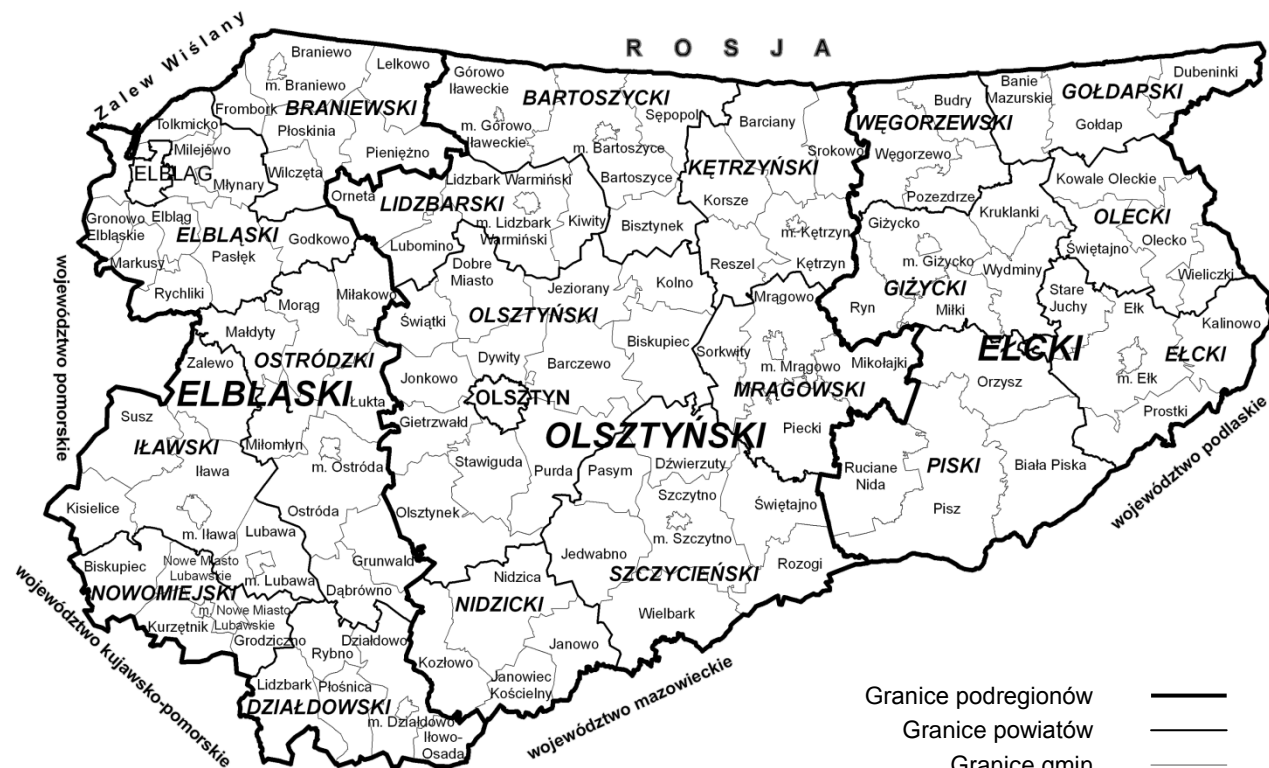 R O S J A
Zalew Wiślany
Braniewo
Lelkowo
m. Braniewo
BRANIEWSKI
Frombork
Płoskinia
Pieniężno
Wilczęta
Tolkmicko
Milejewo
ELBLĄG
Młynary
Gronowo
Elbląskie
Elbląg
ELBLĄSKI
Godkowo
Markusy
Pasłęk
Rychliki
Górowo
Iławeckie
BARTOSZYCKI
Sępopol
m. Górowo
Iławeckie
m. Bartoszyce
Bartoszyce
Bisztynek
Barciany
Srokowo
KĘTRZYŃSKI
Korsze
m. Kętrzyn
Reszel
Kętrzyn
Orneta
Lidzbark Warmiński
LIDZBARSKI
m. Lidzbark
Warmiński
Kiwity
Lubomino
Budry
WĘGORZEWSKI
Węgorzewo
Pozezdrze
Banie
Mazurskie
Dubeninki
GOŁDAPSKI
Gołdap
Kowale Oleckie
OLECKI
Olecko
Świętajno
Wieliczki
Giżycko
Kruklanki
m. Giżycko
Wydminy
GIŻYCKI
Ryn
Miłki
Stare
Juchy
Ełk
Kalinowo
EŁCKI
EŁCKI
m. Ełk
Prostki
Orzysz
PISKI
Biała Piska
Ruciane
Nida
Pisz
Dobre
Miasto
Jeziorany
Kolno
Świątki
OLSZTYŃSKI
Dywity
Barczewo
Biskupiec
Jonkowo
OLSZTYN
Gietrzwałd
OLSZTYŃSKI
Stawiguda
Purda
Olsztynek
Mrągowo
Sorkwity
m. Mrągowo
Mikołajki
MRĄGOWSKI
Piecki
Pasym
Dźwierzuty
Szczytno
Świętajno
m. Szczytno
Jedwabno
SZCZYCIEŃSKI
Rozogi
Wielbark
Nidzica
NIDZICKI
Janowo
Kozłowo
Janowiec
Kościelny
Morąg
Miłakowo
Małdyty
OSTRÓDZKI
Zalewo
ELBLĄSKI
Łukta
Miłomłyn
m. Ostróda
Ostróda
Grunwald
Dąbrówno
Susz
IŁAWSKI
Iława
Kisielice
m. Iława
Lubawa
m. Lubawa
Biskupiec
Nowe Miasto
Lubawskie
NOWOMIEJSKI
m. Nowe Miasto
Lubawskie
Kurzętnik
Grodziczno
Rybno
Działdowo
Lidzbark
Płośnica
DZIAŁDOWSKI
m. Działdowo
Iłowo-
Osada
województwo pomorskie
województwo kujawsko-pomorskie
województwo mazowieckie
województwo podlaskie
Granice podregionów
Granice powiatów
Granice gmin